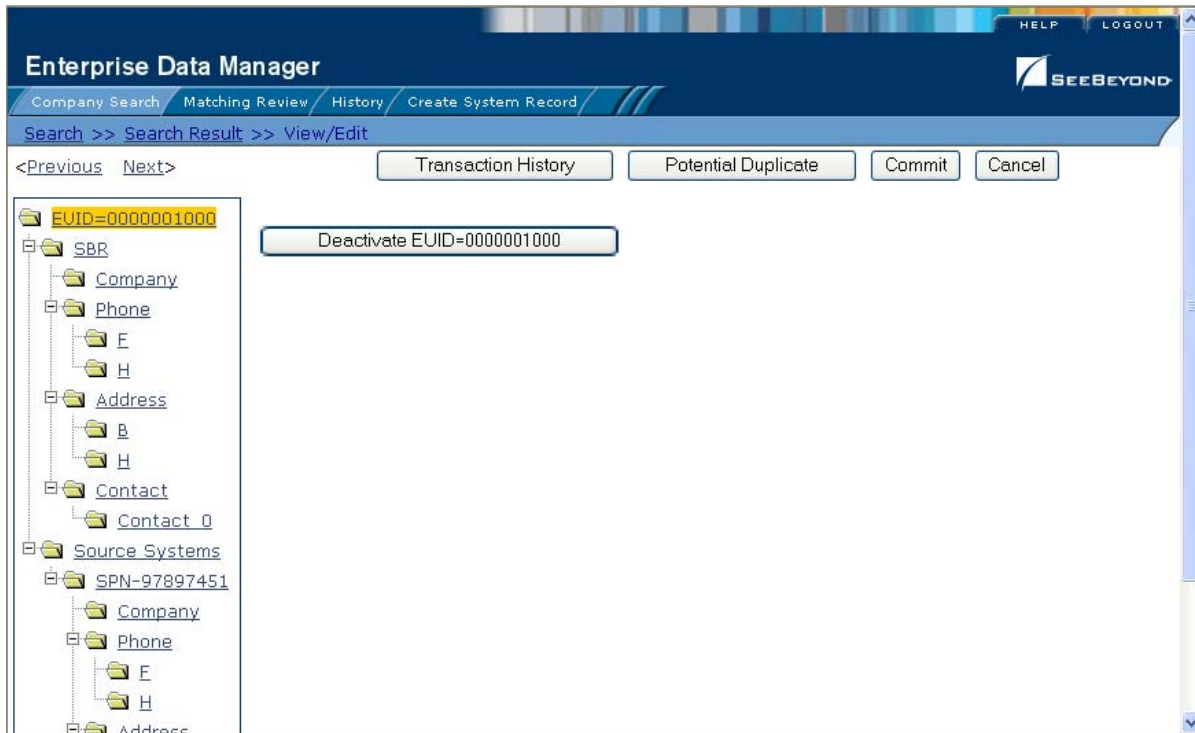 HELP LOGOUT
Enterprise Data Manager
SEEBEYOND
Company Search Matching Review History Create System Record
Search >> Search Result >> View/Edit
<Previous Next> Transaction History Potential Duplicate Commit Cancel
EUID=0000001000
Deactivate EUID=0000001000
SBR
Company
Phone
F
H
Address
B
H
Contact
Contact_0
Source Systems
SPN-97897451
Company
Phone
F
H
Address